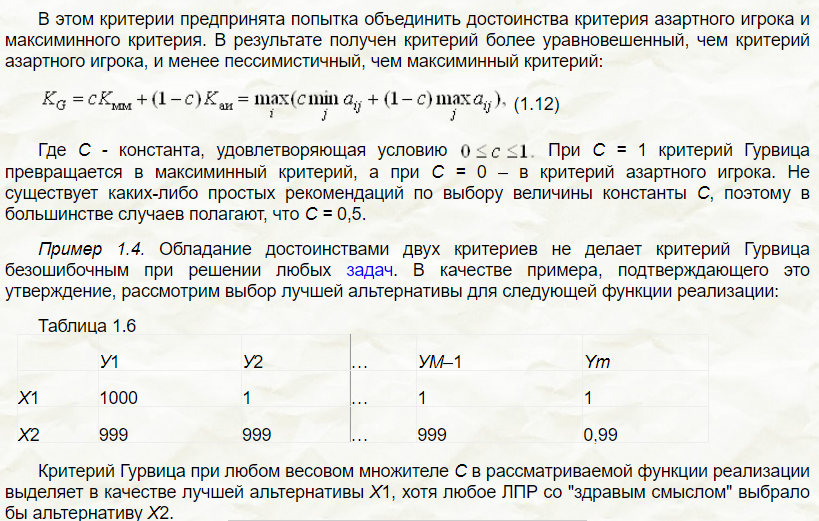 В этом критерии предпринята попытка объединить достоинства критерия азартного игрока и
максиминного критерия. В результате получен критерий более уравновешенный, чем критерий
азартного игрока, и менее пессимистичный, чем максиминный критерий:
K_G = cK_мм + (1−c)K_аи = max_i(c min_j a_ij + (1−c) max_j a_ij), (1.12)
Где C - константа, удовлетворяющая условию 0 ≤ c ≤ 1. При C = 1 критерий Гурвица
превращается в максиминный критерий, а при C = 0 – в критерий азартного игрока. Не
существует каких-либо простых рекомендаций по выбору величины константы C, поэтому в
большинстве случаев полагают, что C = 0,5.
Пример 1.4. Обладание достоинствами двух критериев не делает критерий Гурвица
безошибочным при решении любых задач. В качестве примера, подтверждающего это
утверждение, рассмотрим выбор лучшей альтернативы для следующей функции реализации:
Таблица 1.6
У1 У2 … УМ–1 Ym
X1 1000 1 … 1 1
X2 999 999 … 999 0,99
Критерий Гурвица при любом весовом множителе C в рассматриваемой функции реализации
выделяет в качестве лучшей альтернативы X1, хотя любое ЛПР со "здравым смыслом" выбрало
бы альтернативу X2.